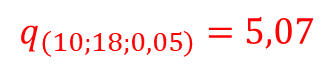 q(10;18;0,05) = 5,07